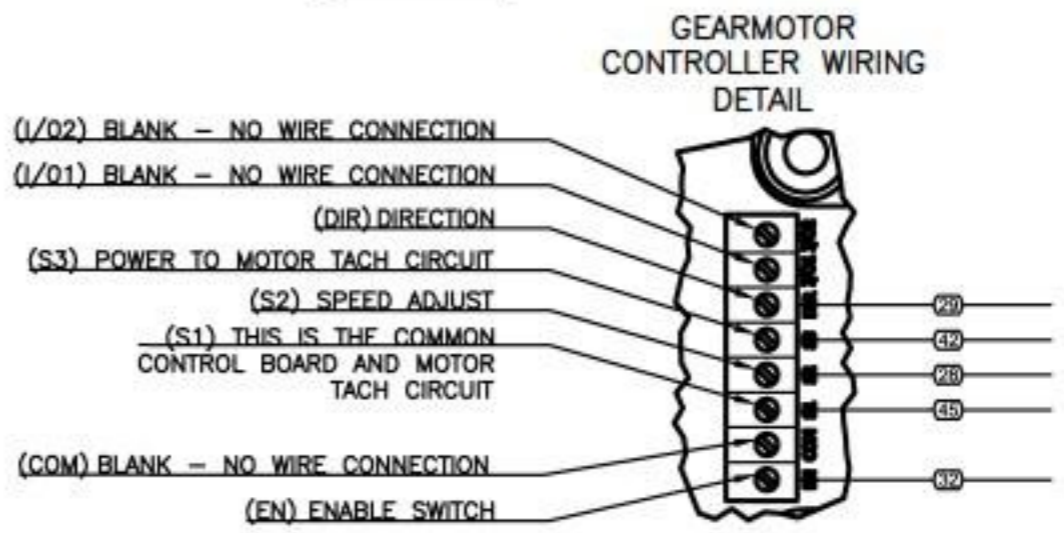 GEARMOTOR
CONTROLLER WIRING
DETAIL
(I/O2) BLANK – NO WIRE CONNECTION
(I/O1) BLANK – NO WIRE CONNECTION
(DIR) DIRECTION
(S3) POWER TO MOTOR TACH CIRCUIT
(S2) SPEED ADJUST
(S1) THIS IS THE COMMON
CONTROL BOARD AND MOTOR
TACH CIRCUIT
(COM) BLANK – NO WIRE CONNECTION
(EN) ENABLE SWITCH
29
42
28
45
32